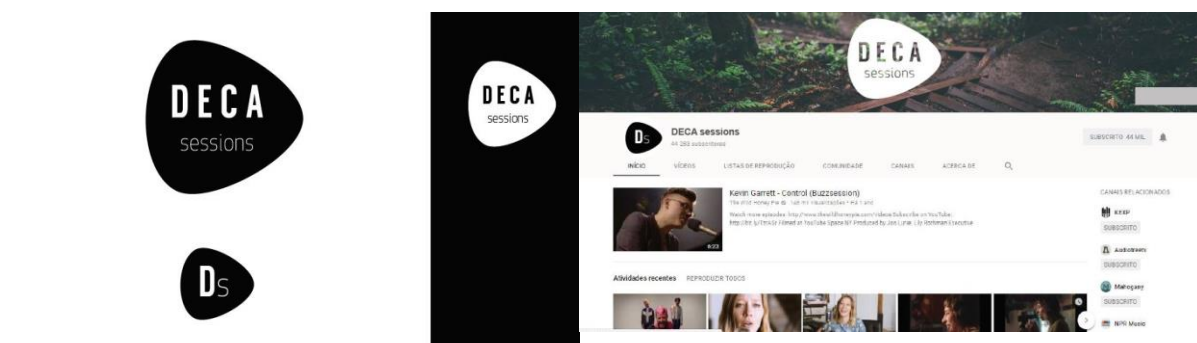 DECA
sessions
Ds
DECA
sessions
DECA
sessions
Ds
DECA sessions
SUBSCRITO 44 MIL
INÍCIO VÍDEOS LISTAS DE REPRODUÇÃO COMUNIDADE CANAIS ACERCA DE
Kevin Garrett - Control (Buzzsession)
CANAIS RELACIONADOS
KEXP
SUBSCRITO
Audiotree
SUBSCRITO
Mahogany
SUBSCRITO
NPR Music
Atividades recentes REPRODUZIR TODOS